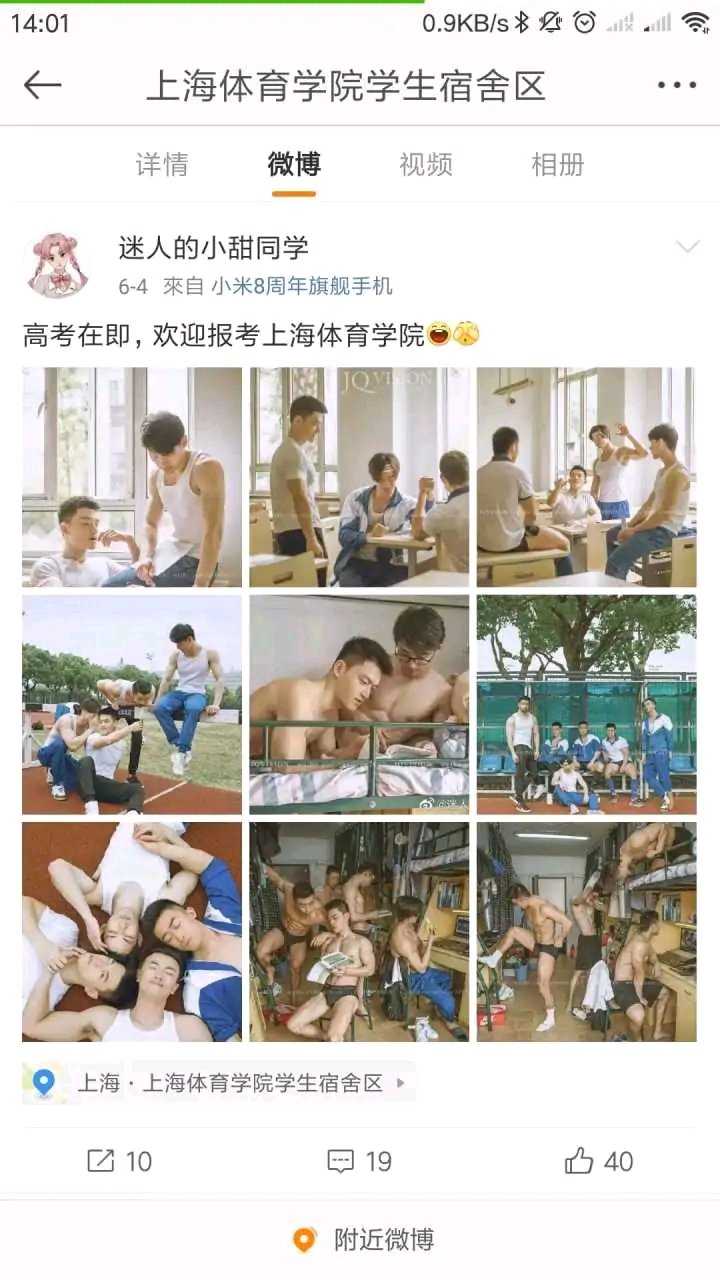 14:01
0.9KB/s
上海体育学院学生宿舍区
详情
微博
视频
相册
迷人的小甜同学
6-4 來自 小米8周年旗舰手机
高考在即，欢迎报考上海体育学院
JQVISION
@迷人
上海 · 上海体育学院学生宿舍区
10
19
40
附近微博